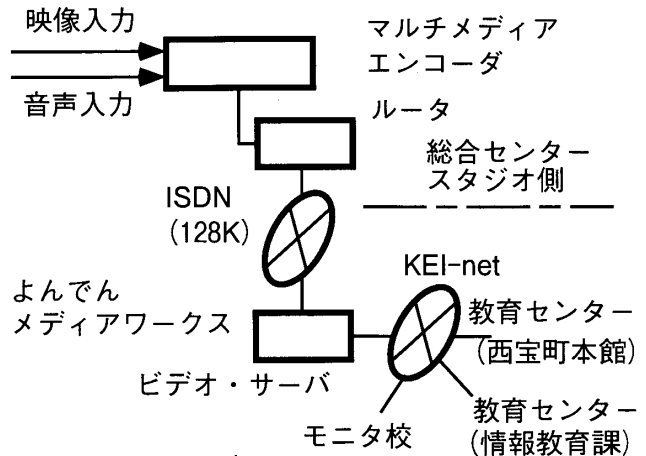 映像入力
音声入力
マルチメディア
エンコーダ
ルータ
総合センター
スタジオ側
ISDN
(128K)
KEI-net
よんでん
メディアワークス
ビデオ・サーバ
教育センター
(西宝町本館)
モニタ校
教育センター
(情報教育課)